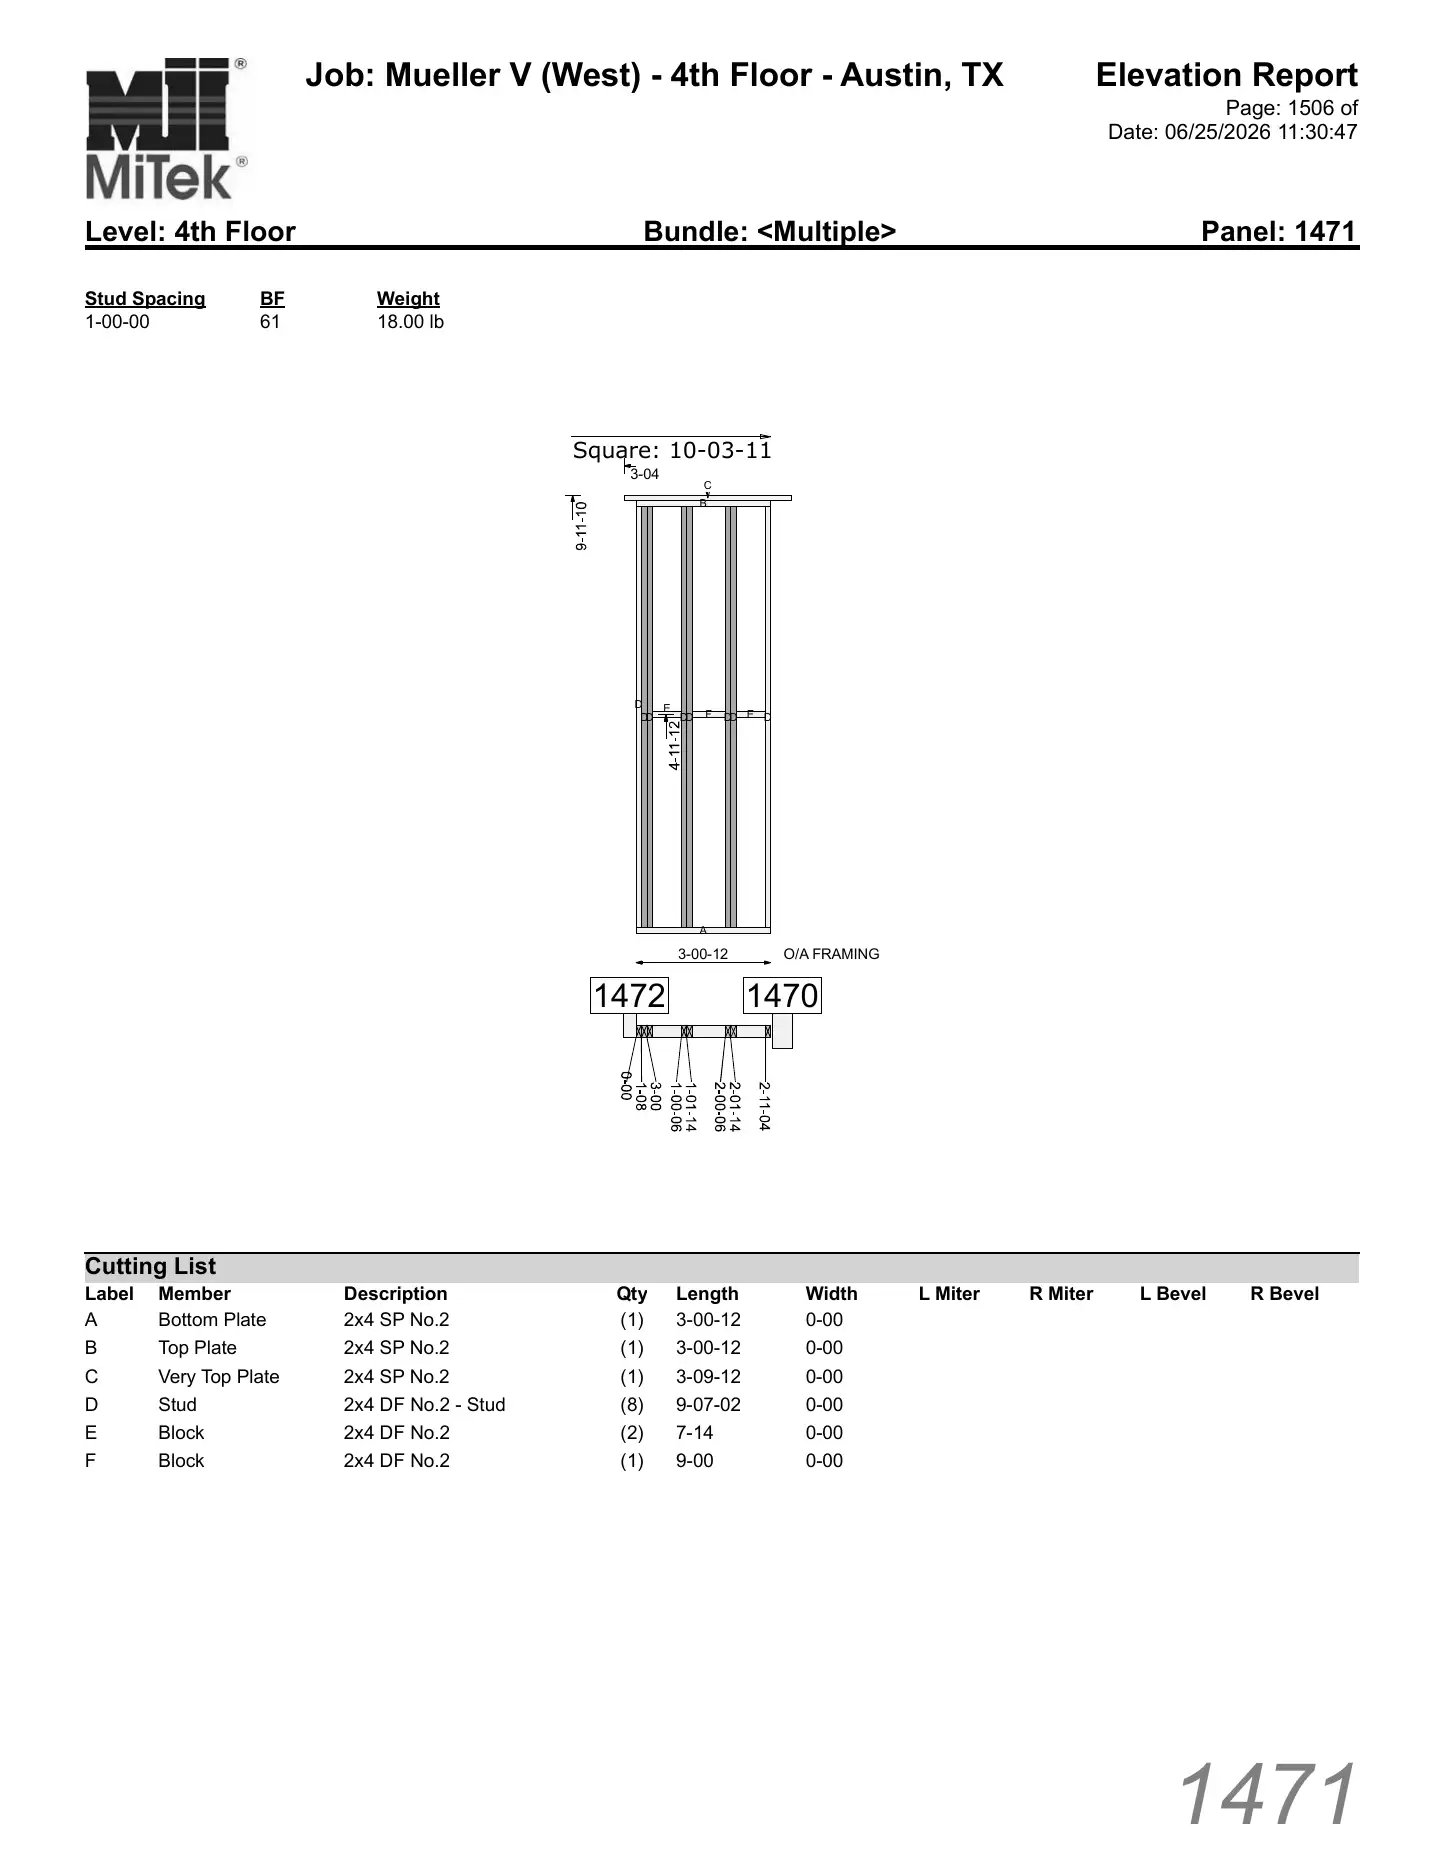 MiTek®
Job: Mueller V (West) - 4th Floor - Austin, TX
Elevation Report
Page: 1506 of
Date: 06/25/2026 11:30:47
Level: 4th Floor Bundle: <Multiple> Panel: 1471
Stud Spacing BF Weight
1-00-00 61 18.00 lb
Square: 10-03-11
3-04
C
B
9-11-10
D E F F
D D D D D D D
4-11-12
A
3-00-12 O/A FRAMING
1472 1470
0-00 1-08 3-00 1-00-06 1-01-14 2-00-06 2-01-14 2-11-04
Cutting List
Label Member Description Qty Length Width L Miter R Miter L Bevel R Bevel
A Bottom Plate 2x4 SP No.2 (1) 3-00-12 0-00
B Top Plate 2x4 SP No.2 (1) 3-00-12 0-00
C Very Top Plate 2x4 SP No.2 (1) 3-09-12 0-00
D Stud 2x4 DF No.2 - Stud (8) 9-07-02 0-00
E Block 2x4 DF No.2 (2) 7-14 0-00
F Block 2x4 DF No.2 (1) 9-00 0-00
1471